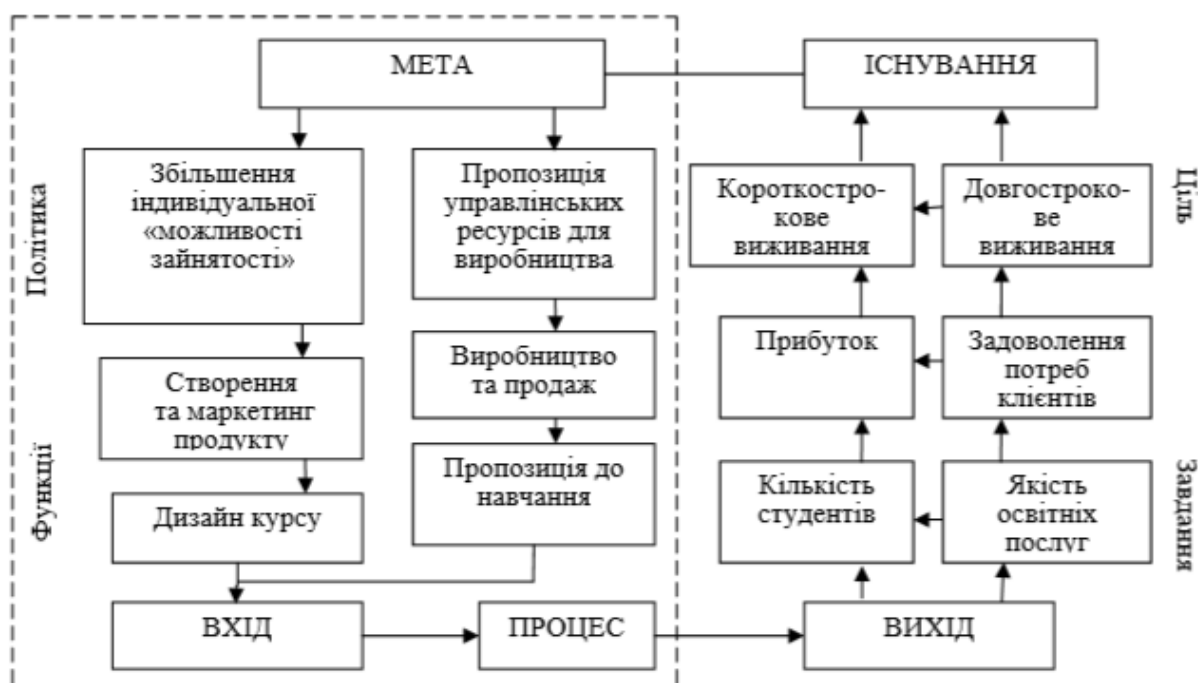 МЕТА
ІСНУВАННЯ
Політика
Збільшення
індивідуальної
«можливості
зайнятості»
Пропозиція
управлінських
ресурсів для
виробництва
Короткостро-
кове
виживання
Довгостроко-
ве
виживання
Ціль
Створення
та маркетинг
продукту
Виробництво
та продаж
Прибуток
Задоволення
потреб
клієнтів
Функції
Дизайн курсу
Пропозиція до
навчання
Кількість
студентів
Якість
освітніх
послуг
Завдання
ВХІД
ПРОЦЕС
ВИХІД